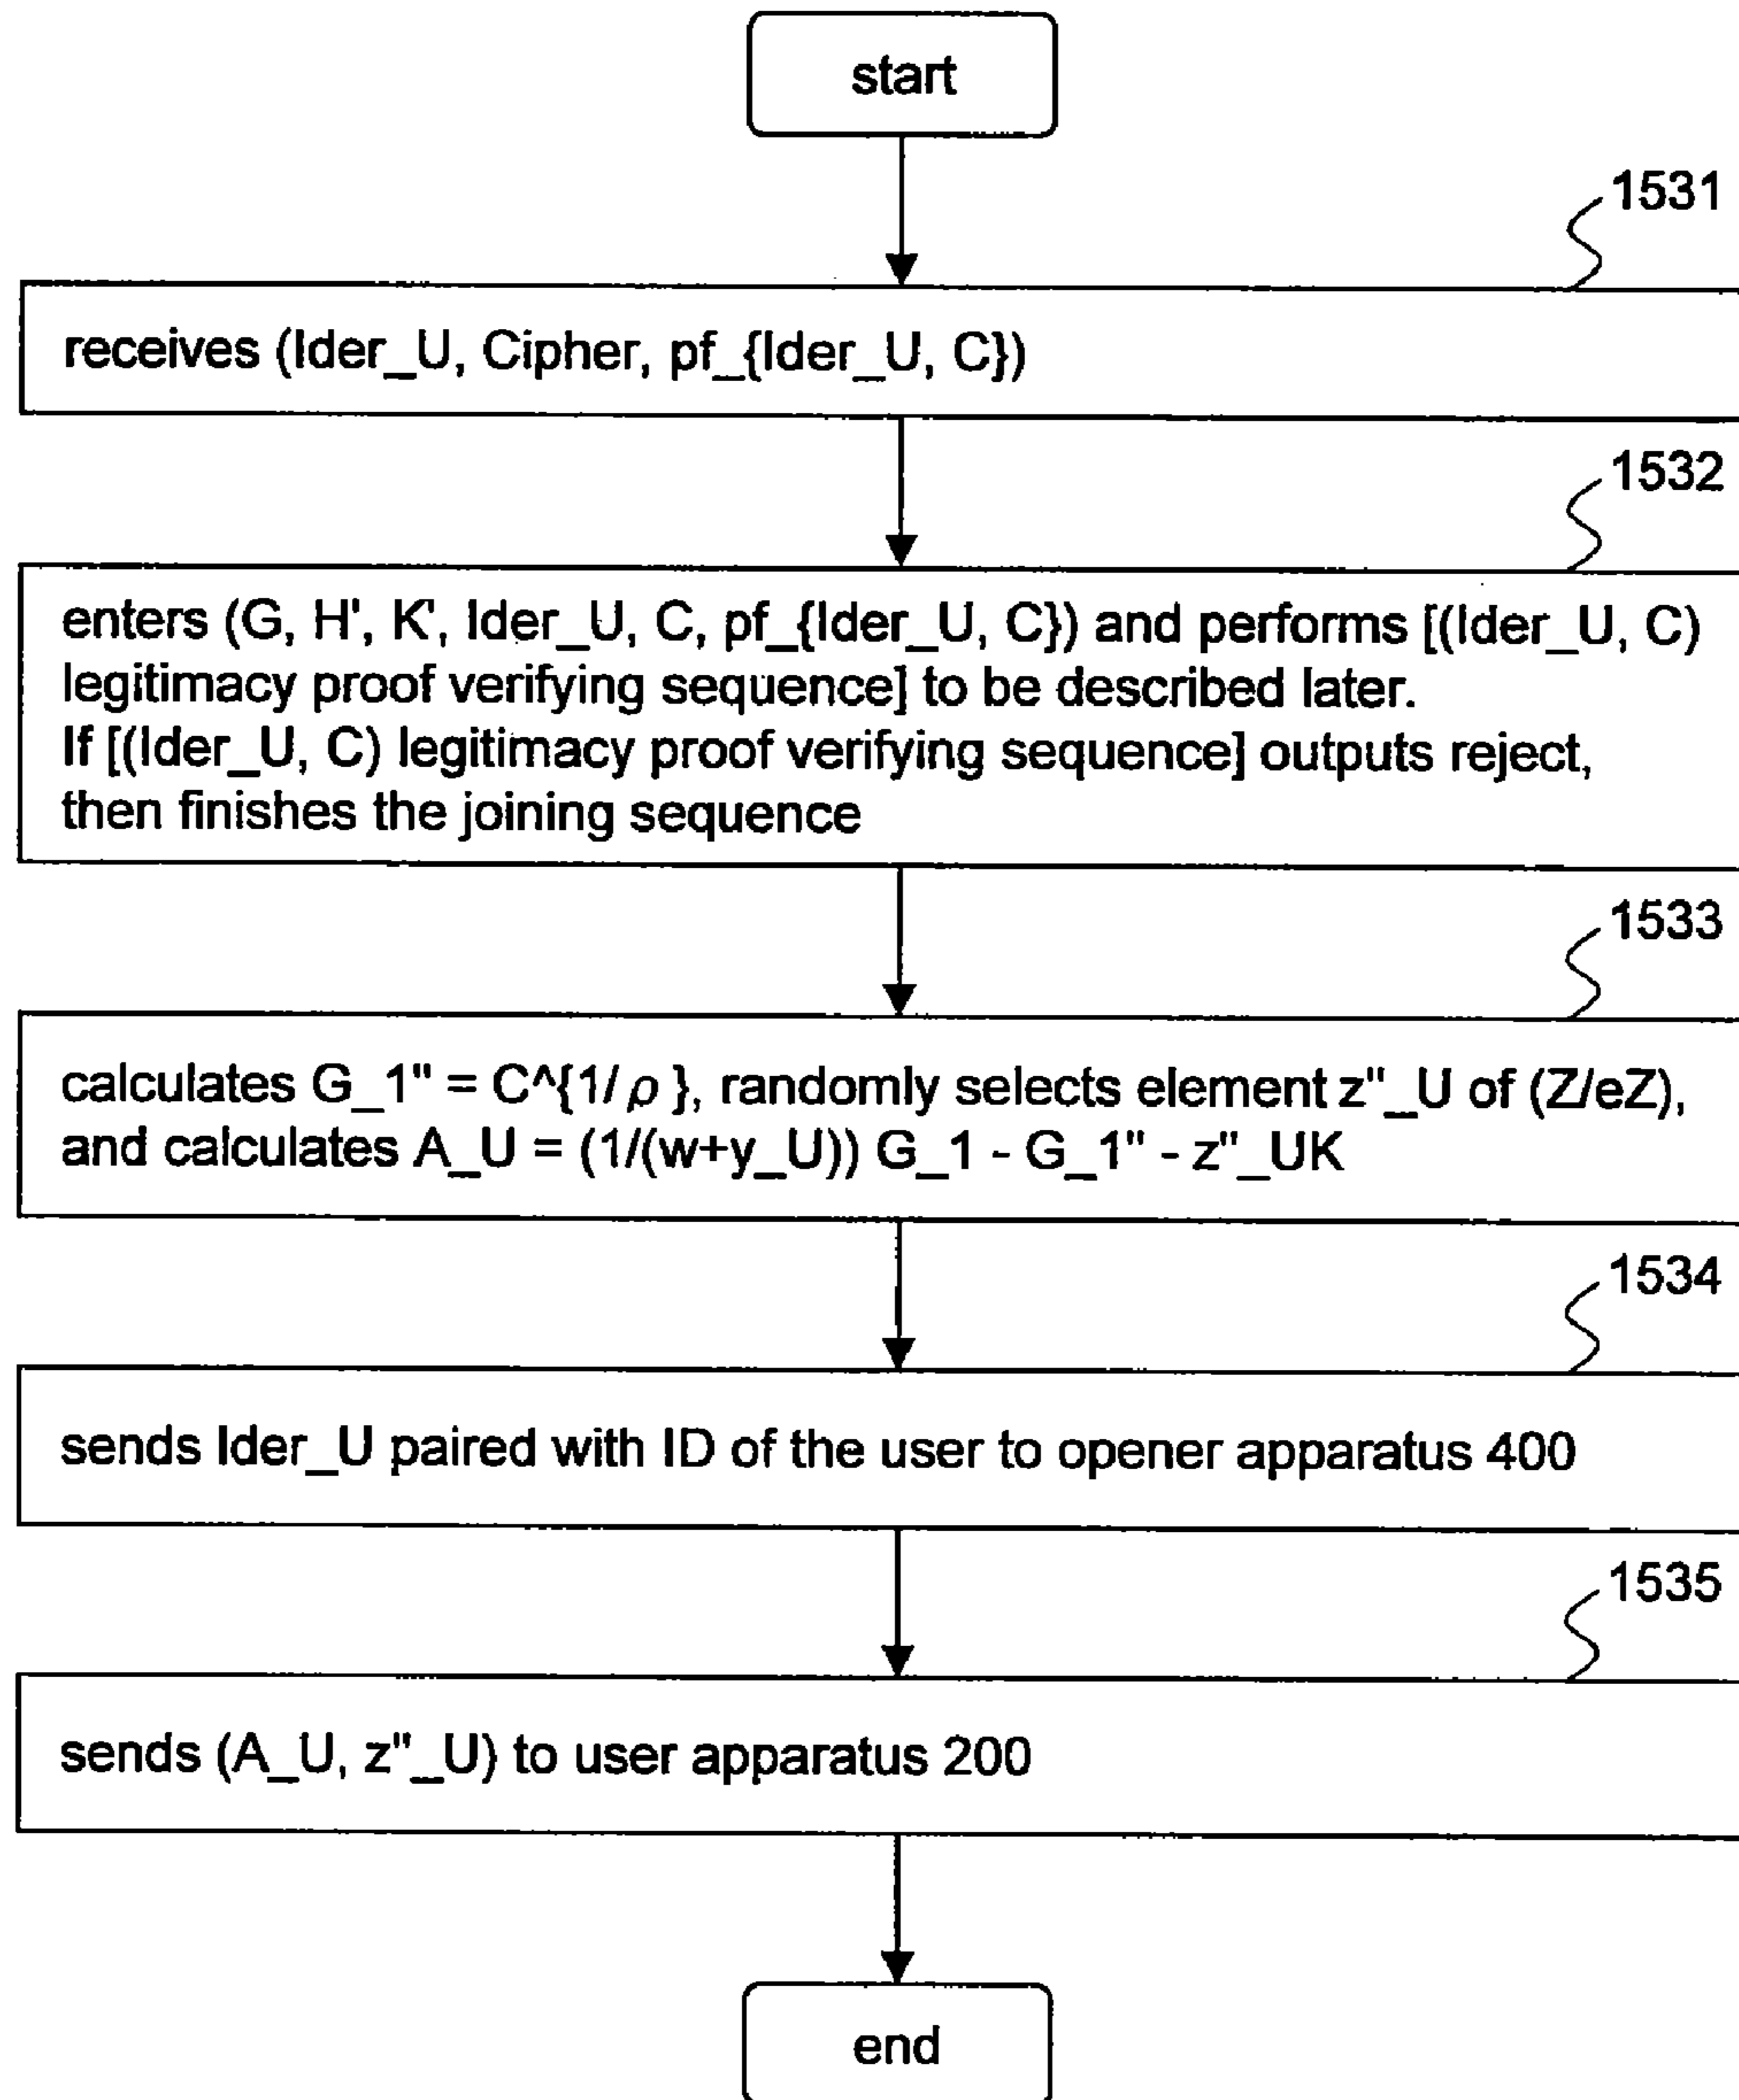 start
1531
receives (Ider_U, Cipher, pf_{Ider_U, C})
1532
enters (G, H', K', Ider_U, C, pf_{Ider_U, C}) and performs [(Ider_U, C)
legitimacy proof verifying sequence] to be described later.
If [(Ider_U, C) legitimacy proof verifying sequence] outputs reject,
then finishes the joining sequence
1533
calculates G_1" = C^{1/ρ}, randomly selects element z"_U of (Z/eZ),
and calculates A_U = (1/(w+y_U)) G_1 - G_1" - z"_UK
1534
sends Ider_U paired with ID of the user to opener apparatus 400
1535
sends (A_U, z"_U) to user apparatus 200
end